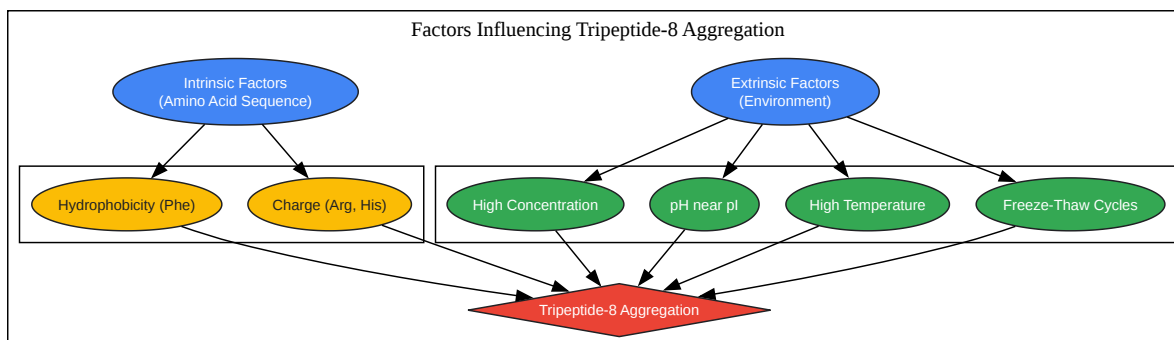 Factors Influencing Tripeptide-8 Aggregation
Intrinsic Factors
(Amino Acid Sequence)
Extrinsic Factors
(Environment)
Hydrophobicity (Phe)
Charge (Arg, His)
High Concentration
pH near pI
High Temperature
Freeze-Thaw Cycles
Tripeptide-8 Aggregation